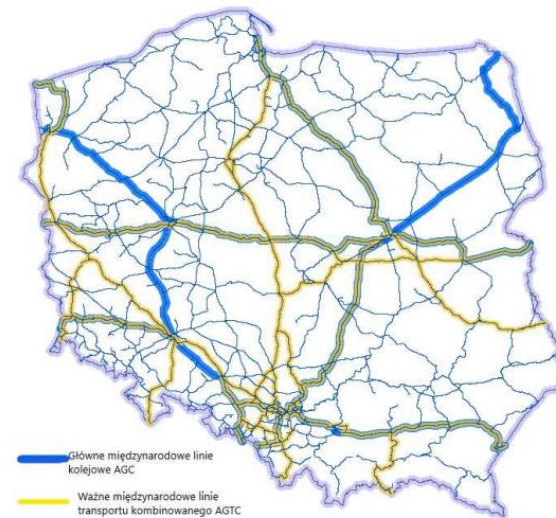 Główne międzynarodowe linie
kolejowe AGC
Ważne międzynarodowe linie
transportu kombinowanego AGTC